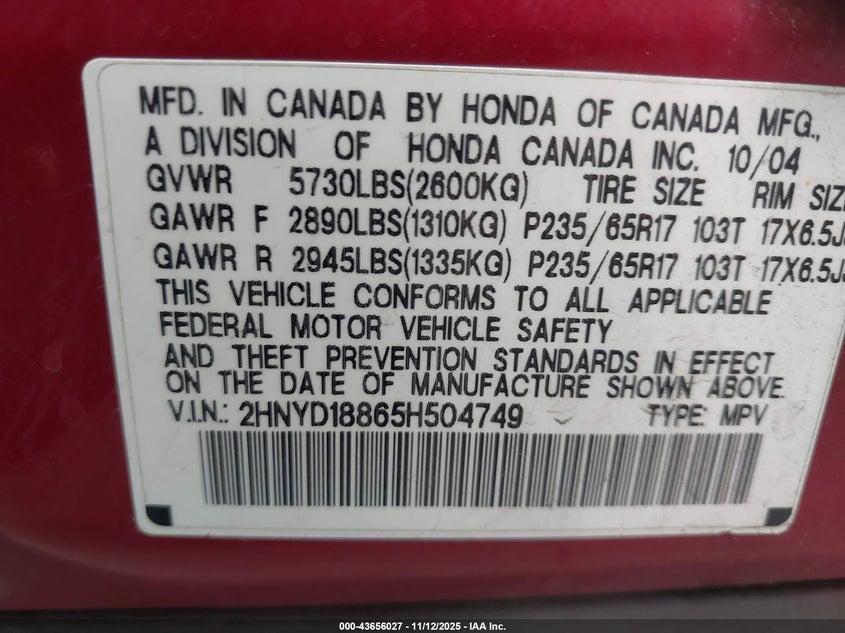 MFD. IN CANADA BY HONDA OF CANADA MFG.,
A DIVISION OF HONDA CANADA INC. 10/04
GVWR 5730LBS(2600KG) TIRE SIZE RIM SIZE
GAWR F 2890LBS(1310KG) P235/65R17 103T 17X6.5J
GAWR R 2945LBS(1335KG) P235/65R17 103T 17X6.5J
THIS VEHICLE CONFORMS TO ALL APPLICABLE
FEDERAL MOTOR VEHICLE SAFETY
AND THEFT PREVENTION STANDARDS IN EFFECT
ON THE DATE OF MANUFACTURE SHOWN ABOVE.
V.I.N.: 2HNYD18865H504749 TYPE: MPV
000-43656027 - 11/12/2025 - IAA Inc.